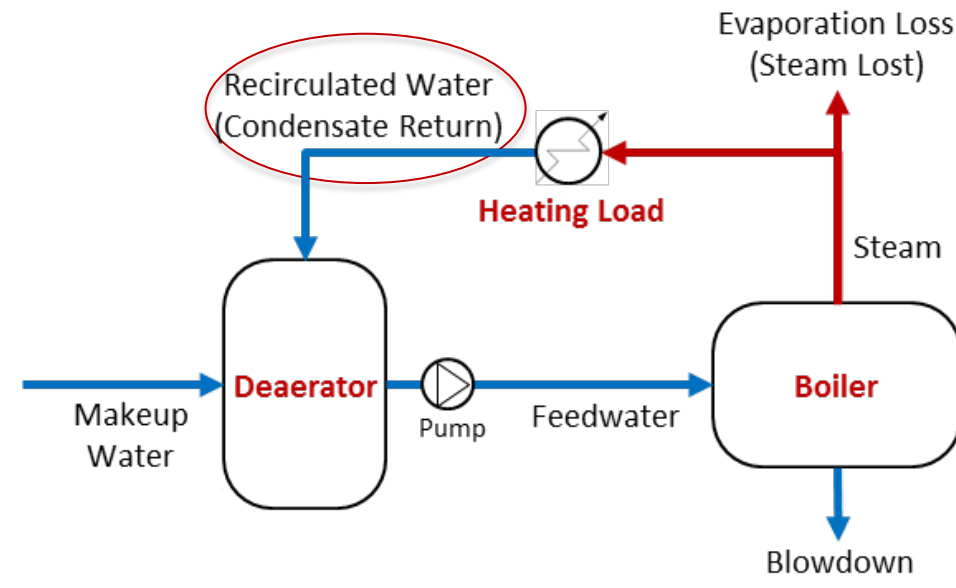 Evaporation Loss
(Steam Lost)
Recirculated Water
(Condensate Return)
Heating Load
Steam
Deaerator
Boiler
Makeup
Water
Pump
Feedwater
Blowdown